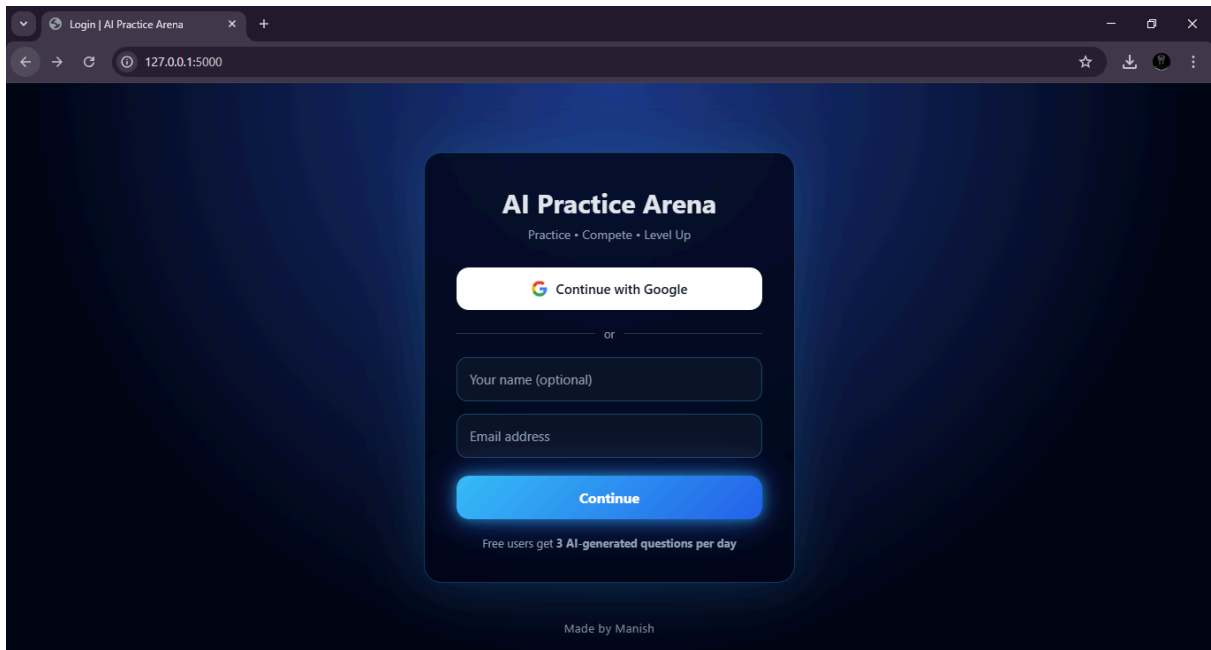 Login | AI Practice Arena
127.0.0.1:5000
AI Practice Arena
Practice • Compete • Level Up
Continue with Google
or
Your name (optional)
Email address
Continue
Free users get 3 AI-generated questions per day
Made by Manish